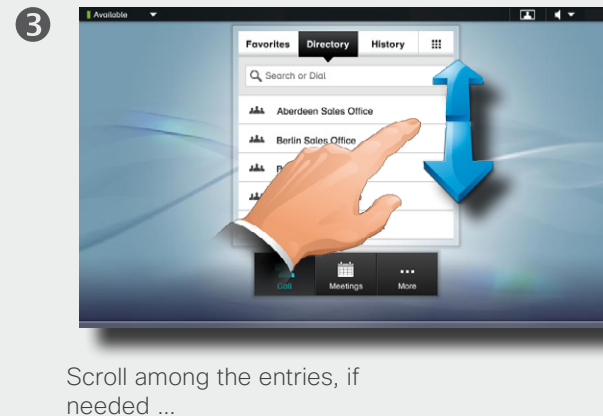 3
Available
Favorites Directory History
Search or Dial
Aberdeen Sales Office
Berlin Sales Office
Call Meetings More
Scroll among the entries, if
needed ...